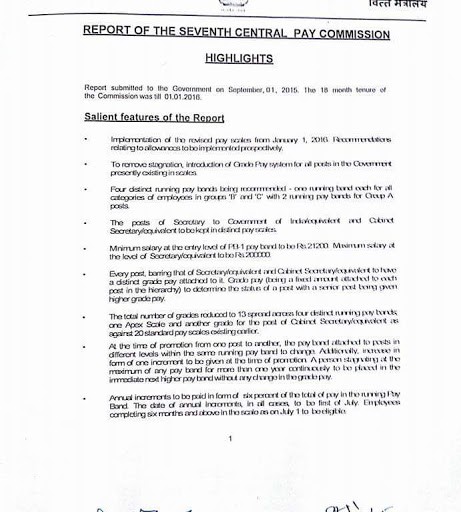 वित्त मंत्रालय
REPORT OF THE SEVENTH CENTRAL PAY COMMISSION
HIGHLIGHTS
Report submitted to the Government on September, 01, 2015. The 18 month tenure of
the Commission was till 01.01.2016.
Salient features of the Report
• Implementation of the revised pay scales from January 1, 2016. Recommendations
relating to allowances to be implemented prospectively.
• To remove stagnation, introduction of Grade Pay system for all posts in the Government
presently existing in scales.
• Four distinct running pay bands being recommended - one running band each for all
categories of employees in groups 'B' and 'C' with 2 running pay bands for Group A
posts.
• The posts of Secretary to Government of India/equivalent and Cabinet
Secretary/equivalent to be kept in distinct pay scales.
• Minimum salary at the entry level of PB-1 pay band to be Rs.21200. Maximum salary at
the level of Secretary/equivalent to be Rs.200000.
• Every post, barring that of Secretary/equivalent and Cabinet Secretary/equivalent to have
a distinct grade pay attached to it. Grade pay (being a fixed amount attached to each
post in the hierarchy) to determine the status of a post with a senior post being given
higher grade pay.
• The total number of grades reduced to 13 spread across four distinct running pay bands;
one Apex Scale and another grade for the post of Cabinet Secretary/equivalent as
against 20 standard pay scales existing earlier.
• At the time of promotion from one post to another, the pay band attached to posts in
different levels within the same running pay band to change. Additionally, increase in
form of one increment to be given at the time of promotion. A person stagnating at the
maximum of any pay band for more than one year continuously to be placed in the
immediate next higher pay band without any change in the grade pay.
• Annual increments to be paid in form of six percent of the total of pay in the running Pay
Band. The date of annual increments, in all cases, to be first of July. Employees
completing six months and above in the scale as on July 1 to be eligible.
1